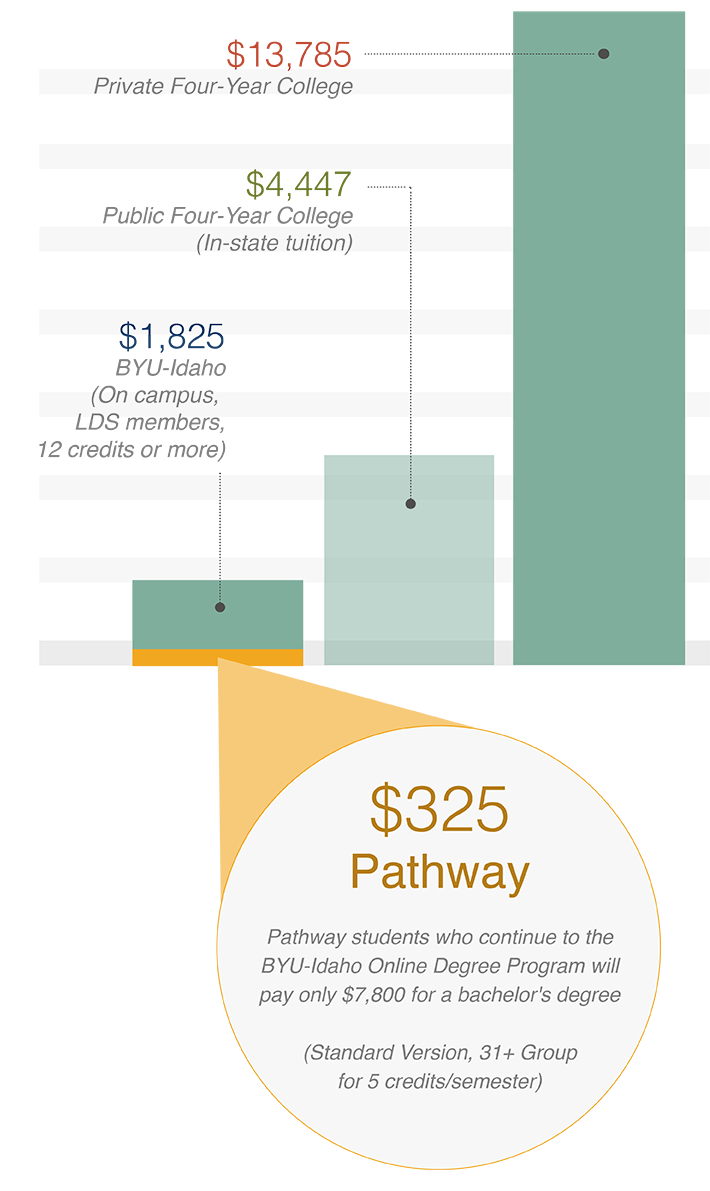 $13,785
Private Four-Year College
$4,447
Public Four-Year College
(In-state tuition)
$1,825
BYU-Idaho
(On campus,
LDS members,
12 credits or more)
$325
Pathway
Pathway students who continue to the
BYU-Idaho Online Degree Program will
pay only $7,800 for a bachelor's degree
(Standard Version, 31+ Group
for 5 credits/semester)